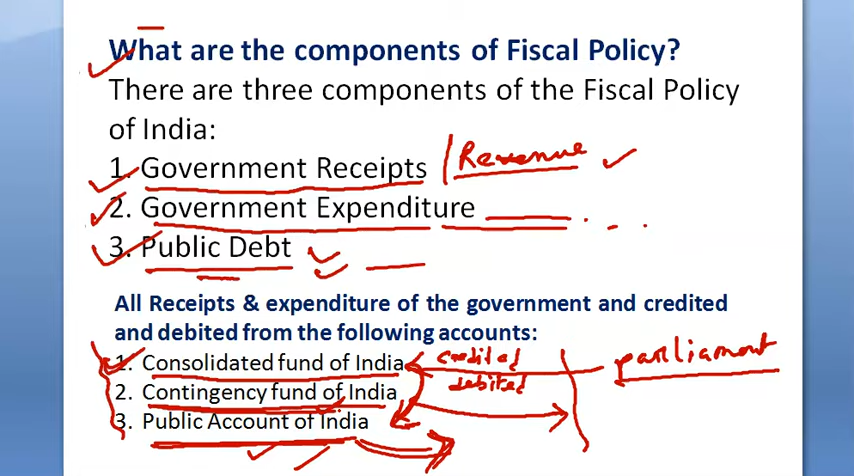 What are the components of Fiscal Policy?
There are three components of the Fiscal Policy
of India:
1. Government Receipts / Revenue
2. Government Expenditure
3. Public Debt
All Receipts & expenditure of the government and credited
and debited from the following accounts:
1. Consolidated fund of India credited parliament
2. Contingency fund of India debited
3. Public Account of India